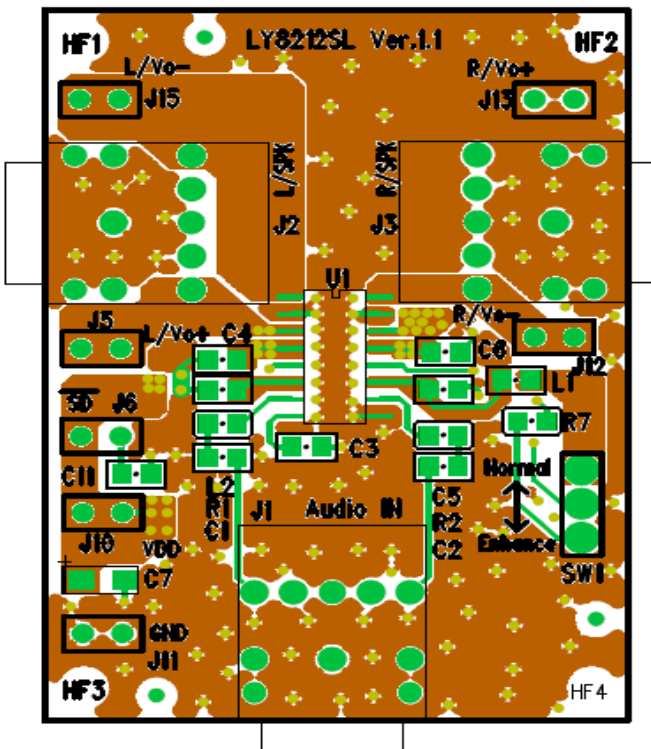 HF1 LY8212SL Ver.1.1 HF2
L/Vo- R/Vo+
J15 J13
L/SPK R/SPK
J2 J3
U1
R/Vo-
J5 L/Vo+ C4
J12
C6
L1
SD J6
R7
C3
C11
Normal
L2
R1
C1
J1 Audio IN
C5
R2
C2
J10
VDD
Enhance
C7
SW1
GND
J11
HF3 HF4